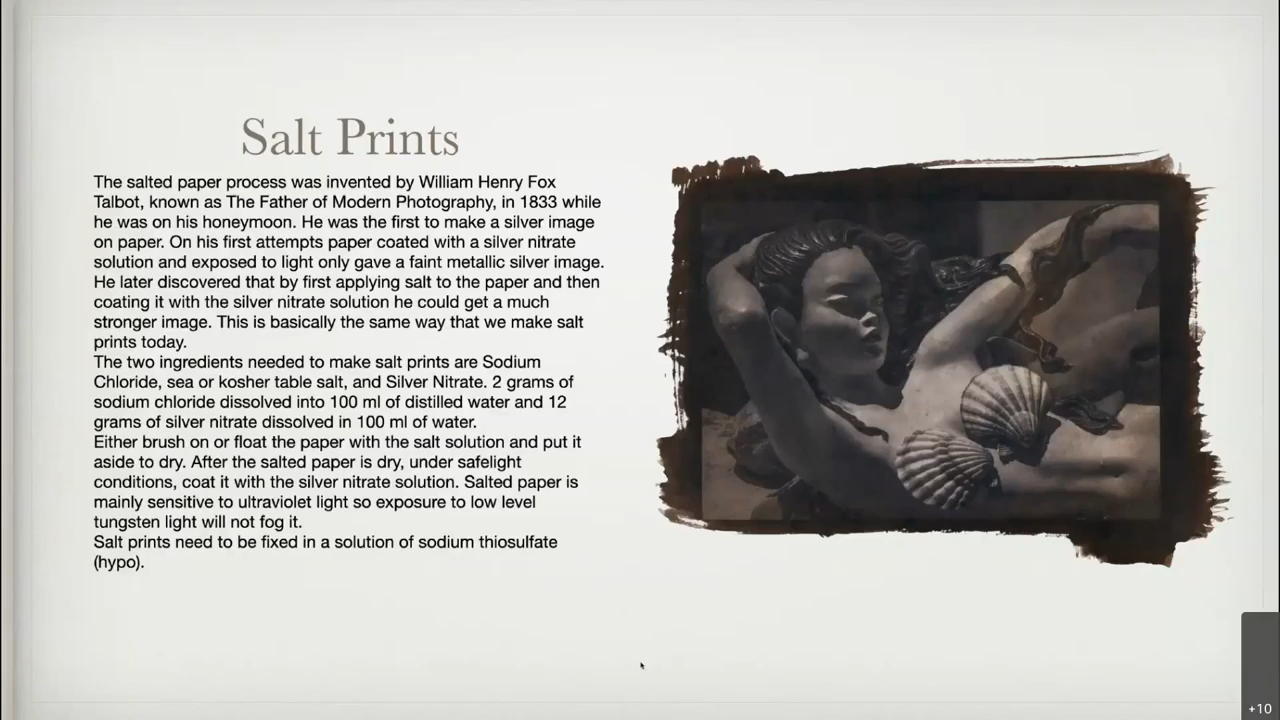 Salt Prints
The salted paper process was invented by William Henry Fox
Talbot, known as The Father of Modern Photography, in 1833 while
he was on his honeymoon. He was the first to make a silver image
on paper. On his first attempts paper coated with a silver nitrate
solution and exposed to light only gave a faint metallic silver image.
He later discovered that by first applying salt to the paper and then
coating it with the silver nitrate solution he could get a much
stronger image. This is basically the same way that we make salt
prints today.
The two ingredients needed to make salt prints are Sodium
Chloride, sea or kosher table salt, and Silver Nitrate. 2 grams of
sodium chloride dissolved into 100 ml of distilled water and 12
grams of silver nitrate dissolved in 100 ml of water.
Either brush on or float the paper with the salt solution and put it
aside to dry. After the salted paper is dry, under safelight
conditions, coat it with the silver nitrate solution. Salted paper is
mainly sensitive to ultraviolet light so exposure to low level
tungsten light will not fog it.
Salt prints need to be fixed in a solution of sodium thiosulfate
(hypo).
+10